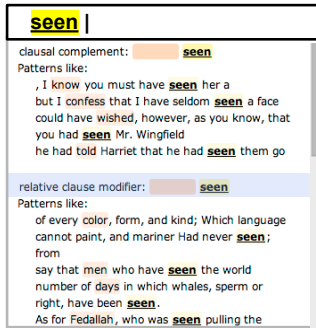 seen |
clausal complement: seen
Patterns like:
, I know you must have seen her a
but I confess that I have seldom seen a face
could have wished, however, as you know, that
you had seen Mr. Wingfield
he had told Harriet that he had seen them go
relative clause modifier: seen
Patterns like:
of every color, form, and kind; Which language
cannot paint, and mariner Had never seen;
from
say that men who have seen the world
number of days in which whales, sperm or
right, have been seen.
As for Fedallah, who was seen pulling the